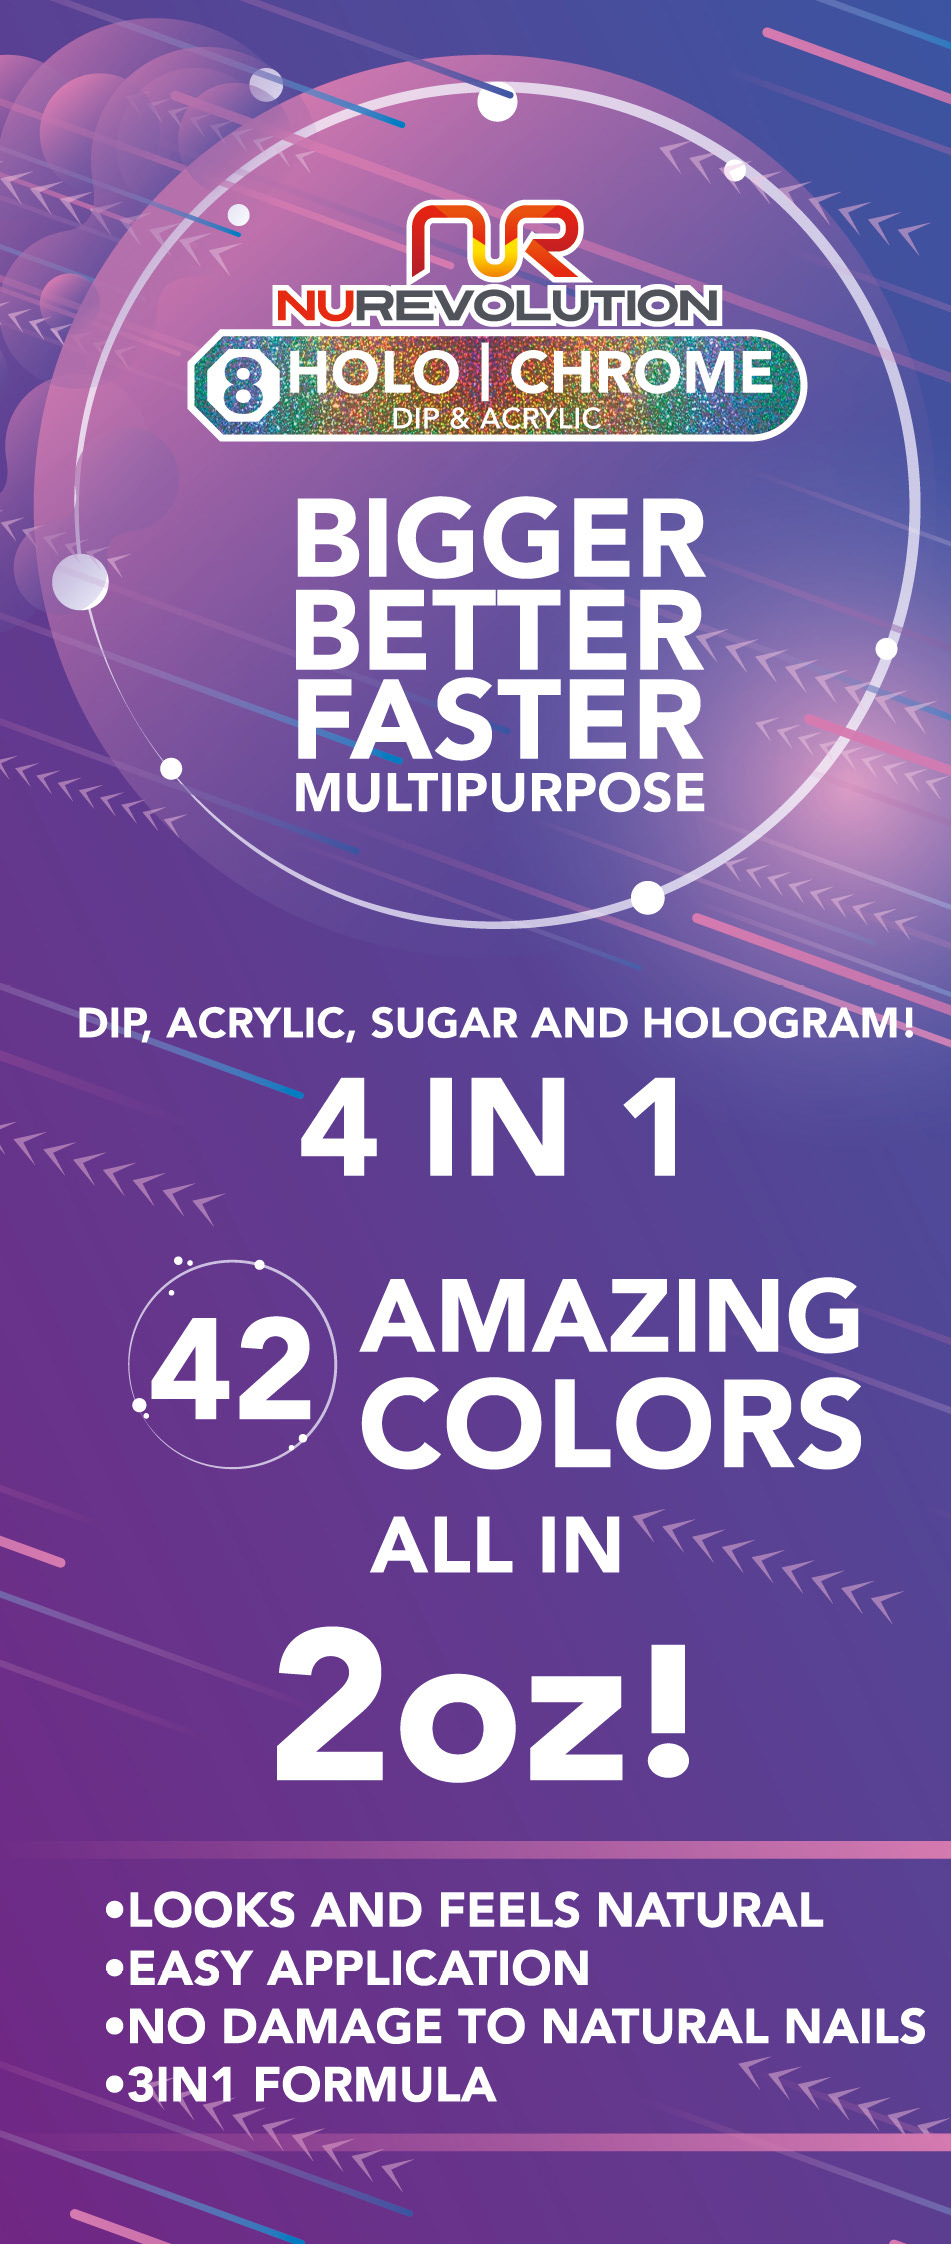 NR
NUREVOLUTION
8 HOLO | CHROME
DIP & ACRYLIC
BIGGER
BETTER
FASTER
MULTIPURPOSE
DIP, ACRYLIC, SUGAR AND HOLOGRAM!
4 IN 1
42 AMAZING
COLORS
ALL IN
2oz!
•LOOKS AND FEELS NATURAL
•EASY APPLICATION
•NO DAMAGE TO NATURAL NAILS
•3IN1 FORMULA